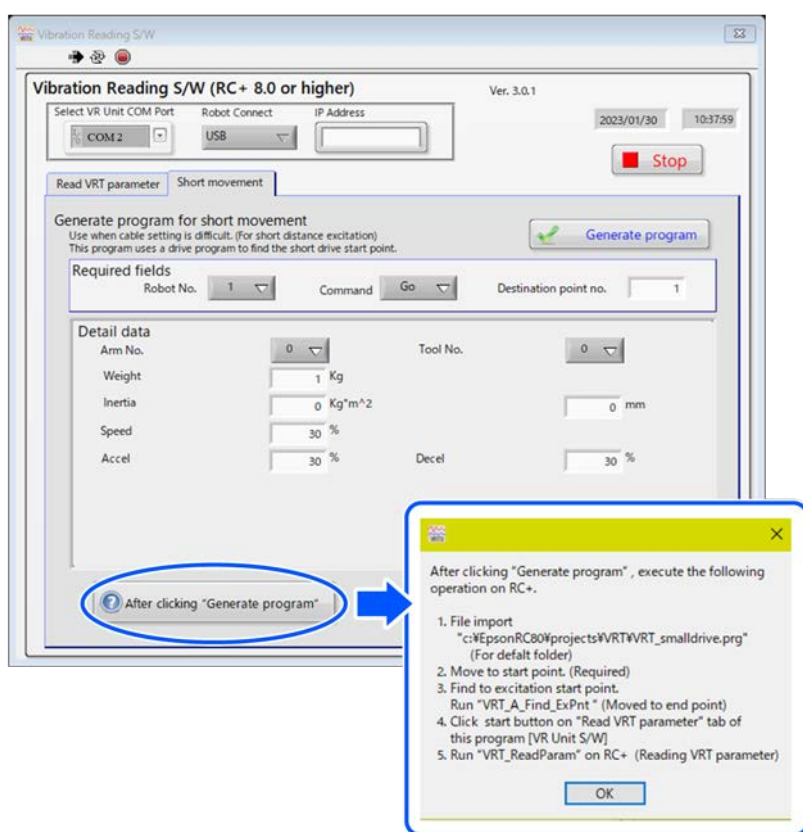 Vibration Reading S/W
Vibration Reading S/W (RC+ 8.0 or higher)
Ver. 3.0.1
Select VR Unit COM Port
Robot Connect
IP Address
COM 2
USB
2023/01/30
10:37:59
Stop
Read VRT parameter
Short movement
Generate program for short movement
Use when cable setting is difficult. (For short distance excitation)
This program uses a drive program to find the short drive start point.
Generate program
Required fields
Robot No. 1
Command Go
Destination point no. 1
Detail data
Arm No. 0
Tool No. 0
Weight 1 Kg
Inertia 0 Kg*m^2
0 mm
Speed 30 %
Accel 30 %
Decel 30 %
After clicking "Generate program"
After clicking "Generate program" , execute the following
operation on RC+.
1. File import
"c:¥EpsonRC80¥projects¥VRT¥VRT_smalldrive.prg"
(For defalt folder)
2. Move to start point. (Required)
3. Find to excitation start point.
Run "VRT_A_Find_ExPnt " (Moved to end point)
4. Click start button on "Read VRT parameter" tab of
this program [VR Unit S/W]
5. Run "VRT_ReadParam" on RC+ (Reading VRT parameter)
OK